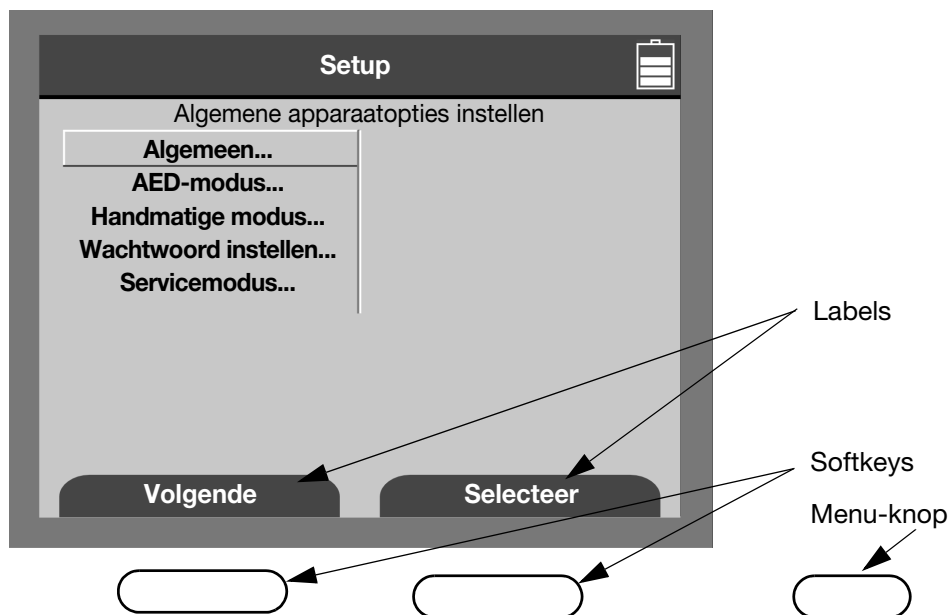 Setup
Algemene apparaatopties instellen
Algemeen...
AED-modus...
Handmatige modus...
Wachtwoord instellen...
Servicemodus...
Labels
Softkeys
Volgende
Selecteer
Menu-knop